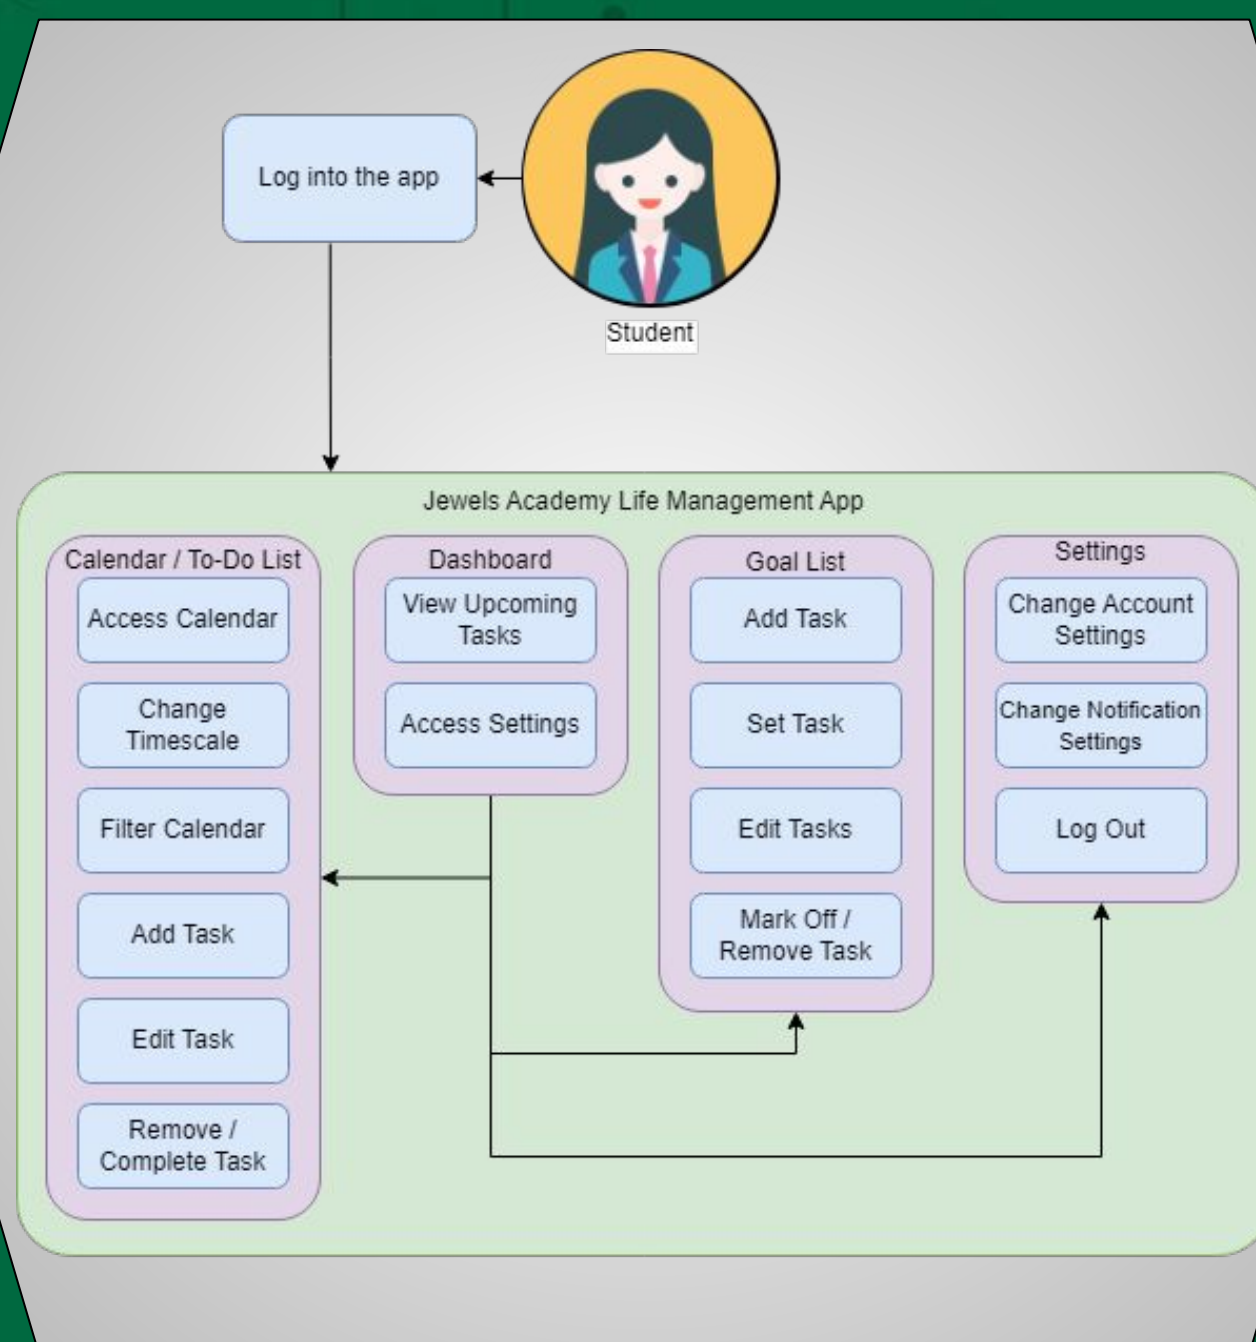 Log into the app
Student
Jewels Academy Life Management App
Calendar / To-Do List
Access Calendar
Change
Timescale
Filter Calendar
Add Task
Edit Task
Remove /
Complete Task
Dashboard
View Upcoming
Tasks
Access Settings
Goal List
Add Task
Set Task
Edit Tasks
Mark Off /
Remove Task
Settings
Change Account
Settings
Change Notification
Settings
Log Out